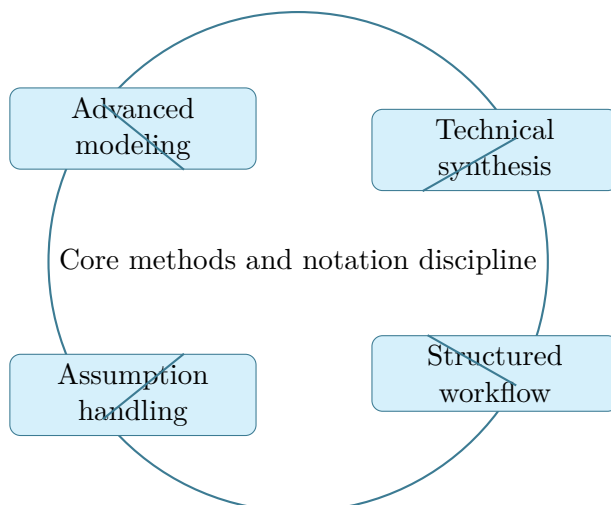 Advanced
modeling
Technical
synthesis
Core methods and notation discipline
Assumption
handling
Structured
workflow